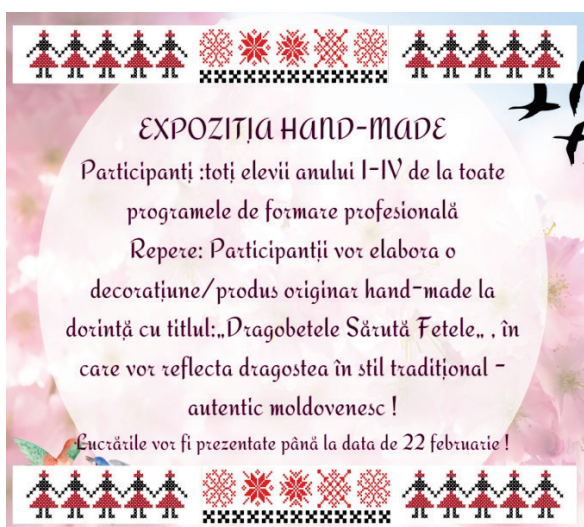 EXPOZIȚIA HAND-MADE
Participanți :toți elevii anului I-IV de la toate
programele de formare profesională
Repere: Participanții vor elabora o
decorațiune/produs originar hand-made la
dorință cu titlul:„Dragobetele Sărută Fetele„ , în
care vor reflecta dragostea în stil tradițional -
autentic moldovenesc !
Lucrările vor fi prezentate până la data de 22 februarie !